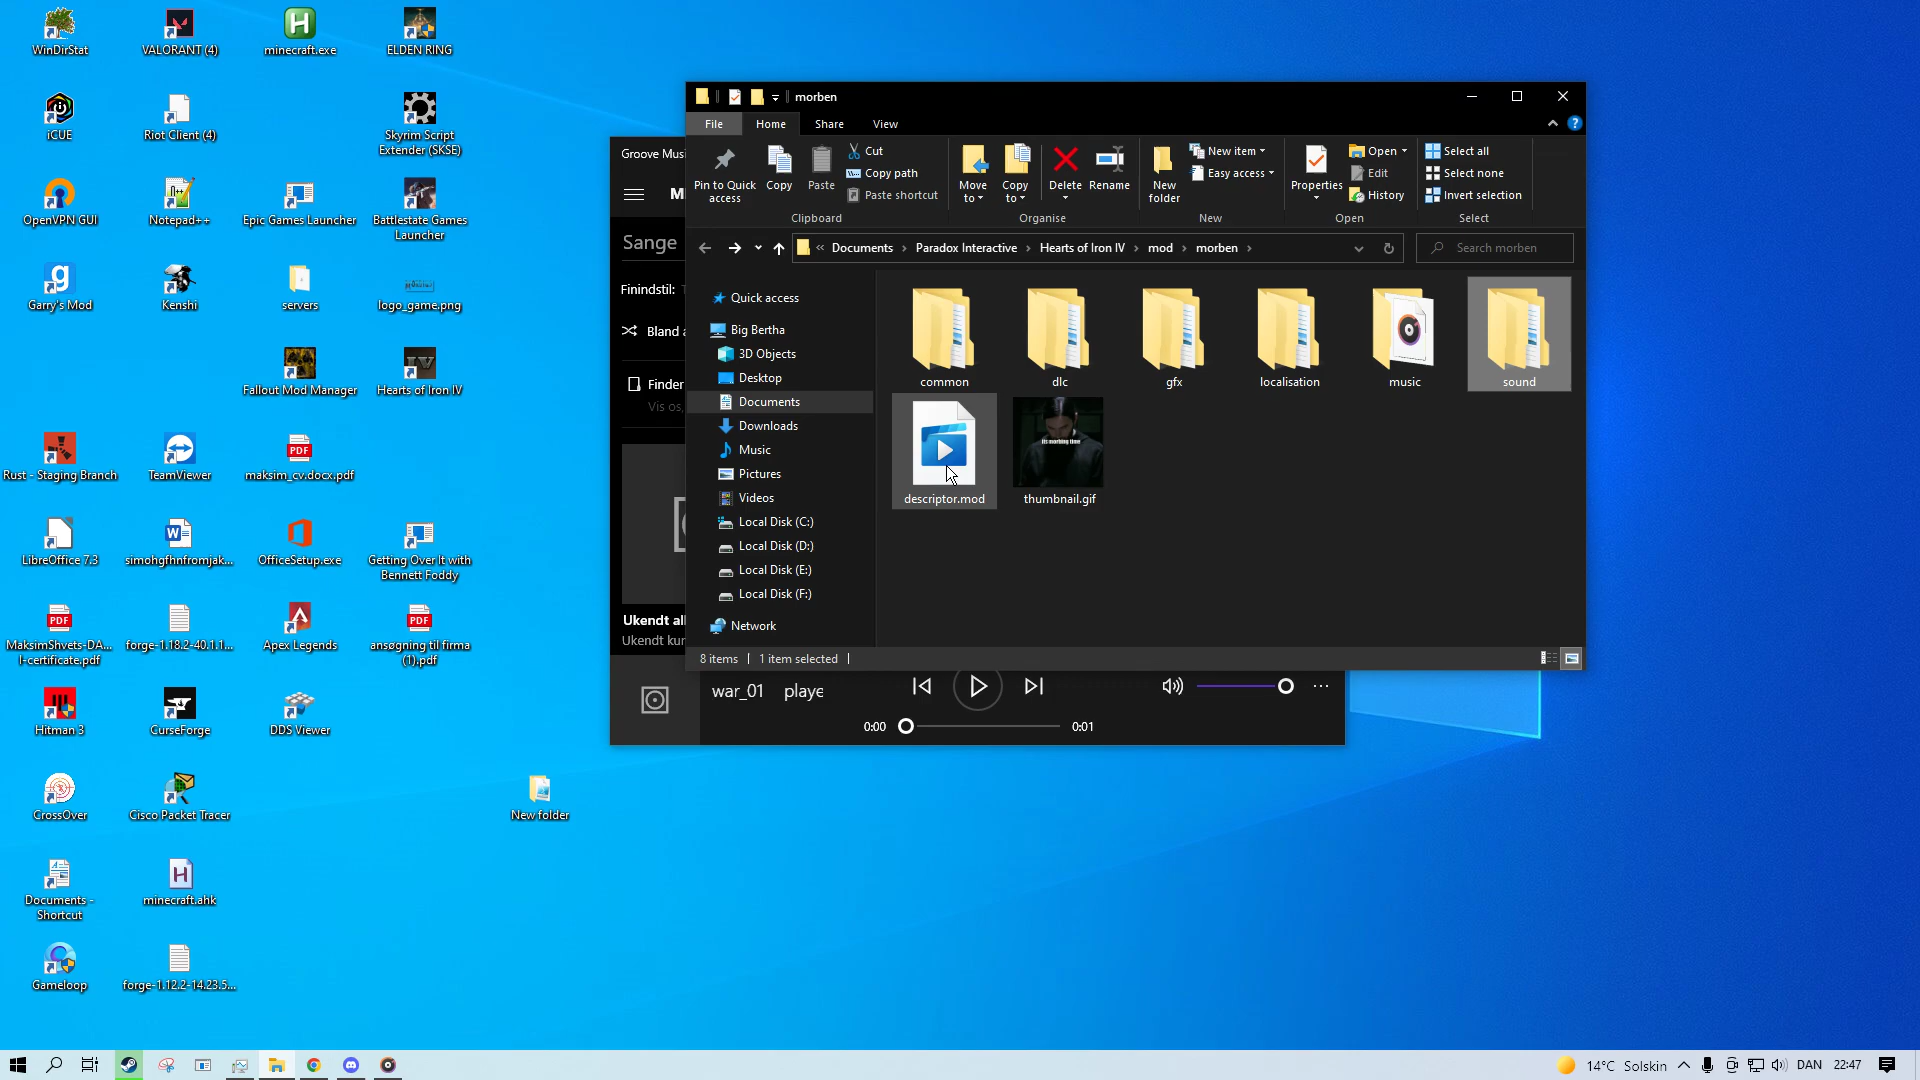 WinDirStat
VALORANT (4)
minecraft.exe
ELDEN RING
iCUE
Riot Client (4)
Skyrim Script
Extender (SKSE)
OpenVPN GUI
Notepad++
Epic Games Launcher
Battlestate Games
Launcher
Garry's Mod
Kenshi
servers
logo_game.png
Fallout Mod Manager
Hearts of Iron IV
Rust - Staging Branch
TeamViewer
PDF
maksim_cv.docx.pdf
LibreOffice 7.3
simohgfhnfromjak...
OfficeSetup.exe
Getting Over It with
Bennett Foddy
PDF
MaksimShvets-DA...
I-certificate.pdf
forge-1.18.2-40.1.1...
Apex Legends
PDF
ansøgning til firma
(1).pdf
Hitman 3
CurseForge
DDS Viewer
CrossOver
Cisco Packet Tracer
New folder
Documents -
Shortcut
minecraft.ahk
Gameloop
forge-1.12.2-14.23.5...
morben
File
Home
Share
View
Pin to Quick
access
Copy
Paste
Cut
Copy path
Paste shortcut
Clipboard
Move
to
Copy
to
Delete
Rename
Organise
New
folder
New item
Easy access
New
Properties
Open
Edit
History
Open
Select all
Select none
Invert selection
Select
« Documents › Paradox Interactive › Hearts of Iron IV › mod › morben ›
Search morben
Quick access
Big Bertha
3D Objects
Desktop
Documents
Downloads
Music
Pictures
Videos
Local Disk (C:)
Local Disk (D:)
Local Disk (E:)
Local Disk (F:)
Network
common
dlc
gfx
localisation
music
sound
descriptor.mod
its morbing time
thumbnail.gif
8 items
1 item selected
Groove Musi
M
Sange
Finindstil:
Bland a
Finder
Vis os,
Ukendt al
Ukendt kur
war_01 playe
0:00
0:01
14°C Solskin
DAN
22:47